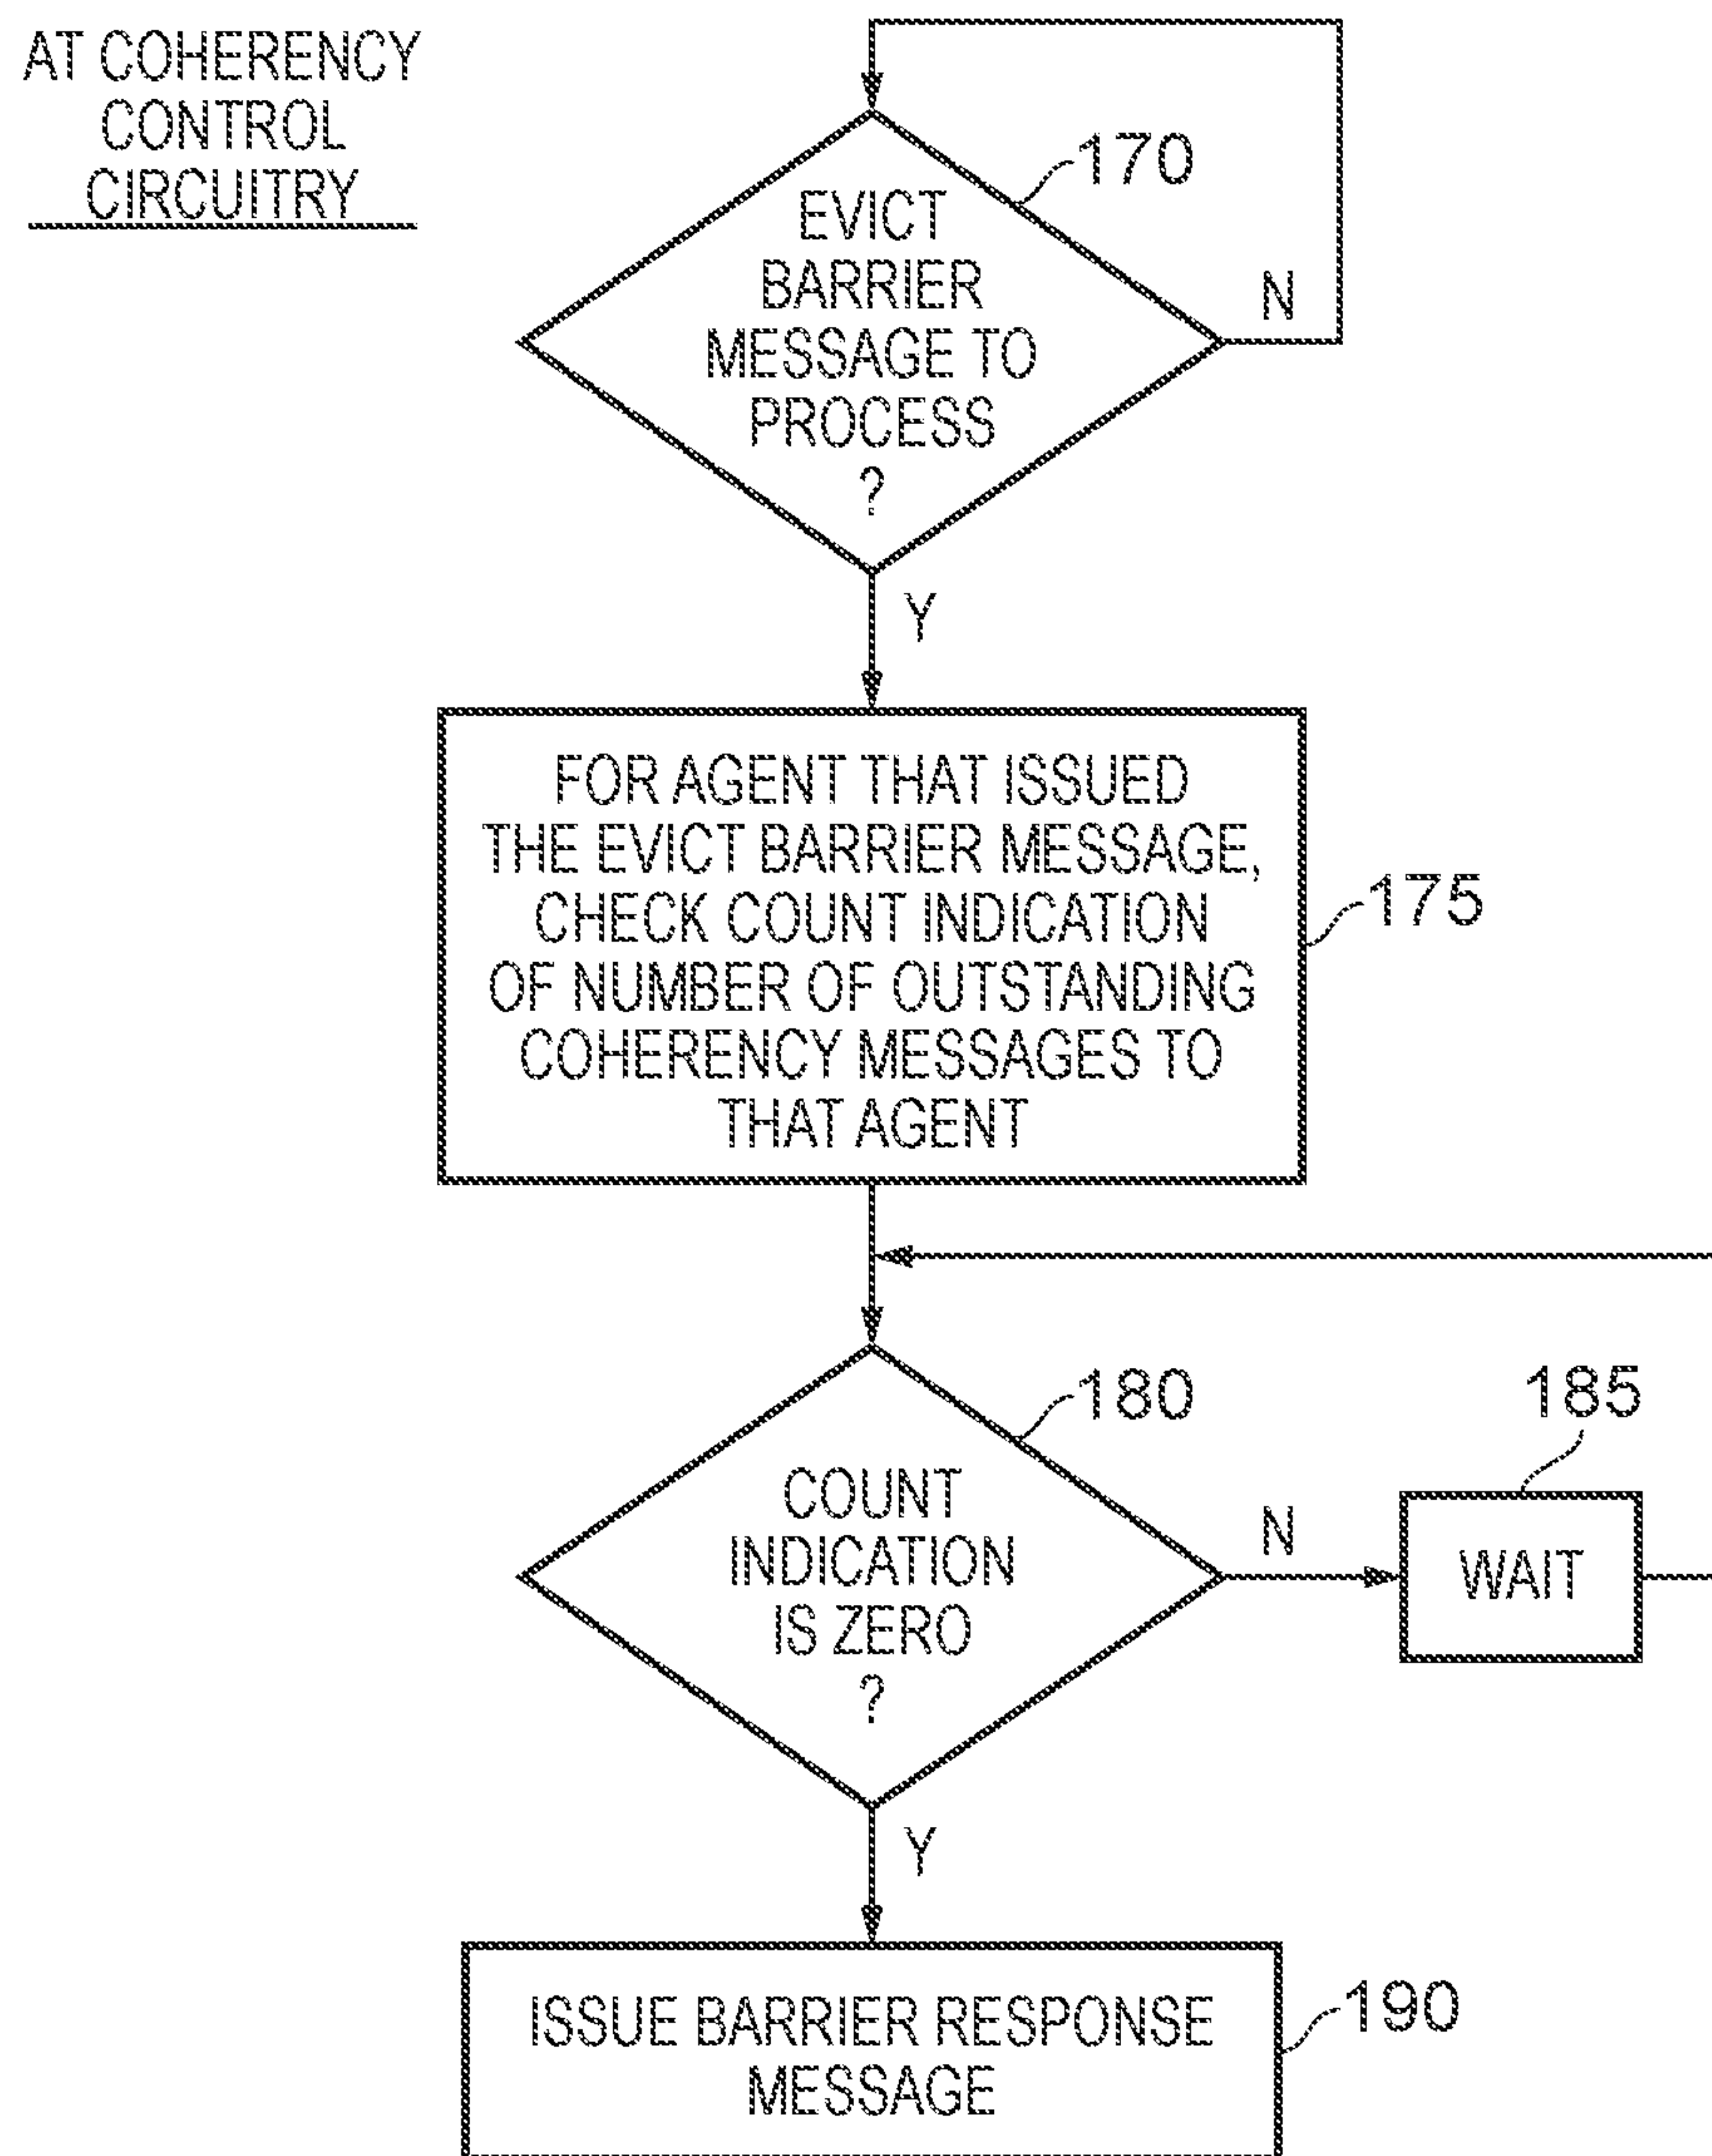 AT COHERENCY
CONTROL
CIRCUITRY
170
EVICT
BARRIER
MESSAGE TO
PROCESS
?
N
Y
FOR AGENT THAT ISSUED
THE EVICT BARRIER MESSAGE,
CHECK COUNT INDICATION
OF NUMBER OF OUTSTANDING
COHERENCY MESSAGES TO
THAT AGENT
175
180
185
COUNT
INDICATION
IS ZERO
?
N
WAIT
Y
ISSUE BARRIER RESPONSE
MESSAGE
190